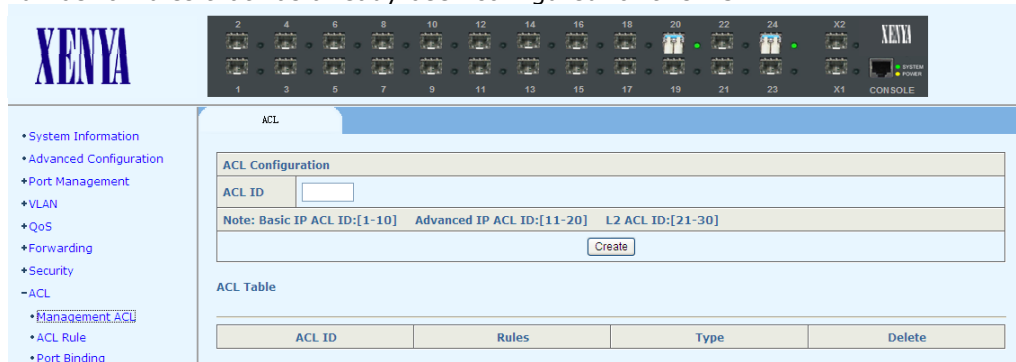 XENYA
2 4 6 8 10 12 14 16 18 20 22 24 X2
XENYA
SYSTEM
POWER
1 3 5 7 9 11 13 15 17 19 21 23 X1 CONSOLE
ACL
•System Information
•Advanced Configuration
+Port Management
+VLAN
+QoS
+Forwarding
+Security
-ACL
•Management ACL
•ACL Rule
•Port Binding
ACL Configuration
ACL ID
Note: Basic IP ACL ID:[1-10] Advanced IP ACL ID:[11-20] L2 ACL ID:[21-30]
Create
ACL Table
ACL ID Rules Type Delete